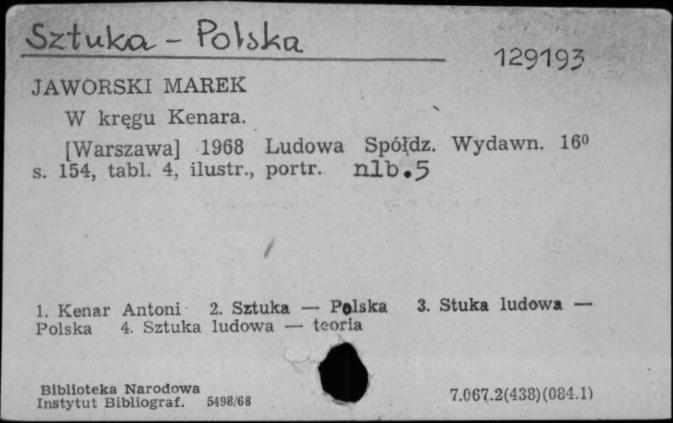 Sztuka - Polska
129193
JAWORSKI MAREK
W kręgu Kenara.
[Warszawa] 1968 Ludowa Spółdz. Wydawn. 16⁰
s. 154, tabl. 4, ilustr., portr. nlb.5
1. Kenar Antoni 2. Sztuka — Polska 3. Stuka ludowa —
Polska 4. Sztuka ludowa — teoria
Biblioteka Narodowa
Instytut Bibliograf. 5498/68
7.067.2(438)(084.1)